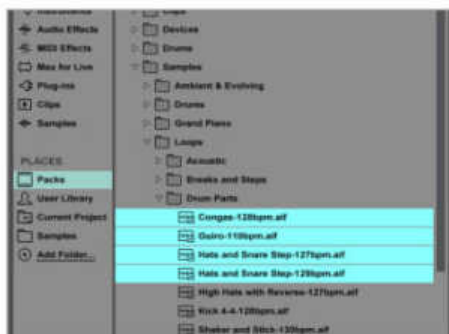 Audio Effects
MIDI Effects
Max for Live
Plug-ins
Clips
Samples
PLACES
Packs
User Library
Current Project
Samples
Add Folder...
Clips
Devices
Drums
Samples
Ambient & Evolving
Drums
Grand Piano
Loops
Acoustic
Breaks and Steps
Drum Parts
Congas-128bpm.aif
Guiro-110bpm.aif
Hats and Snare Step-127bpm.aif
Hats and Snare Step-129bpm.aif
High Hats with Reverse-127bpm.aif
Kick 4-4-128bpm.aif
Shaker and Stick-130bpm.aif